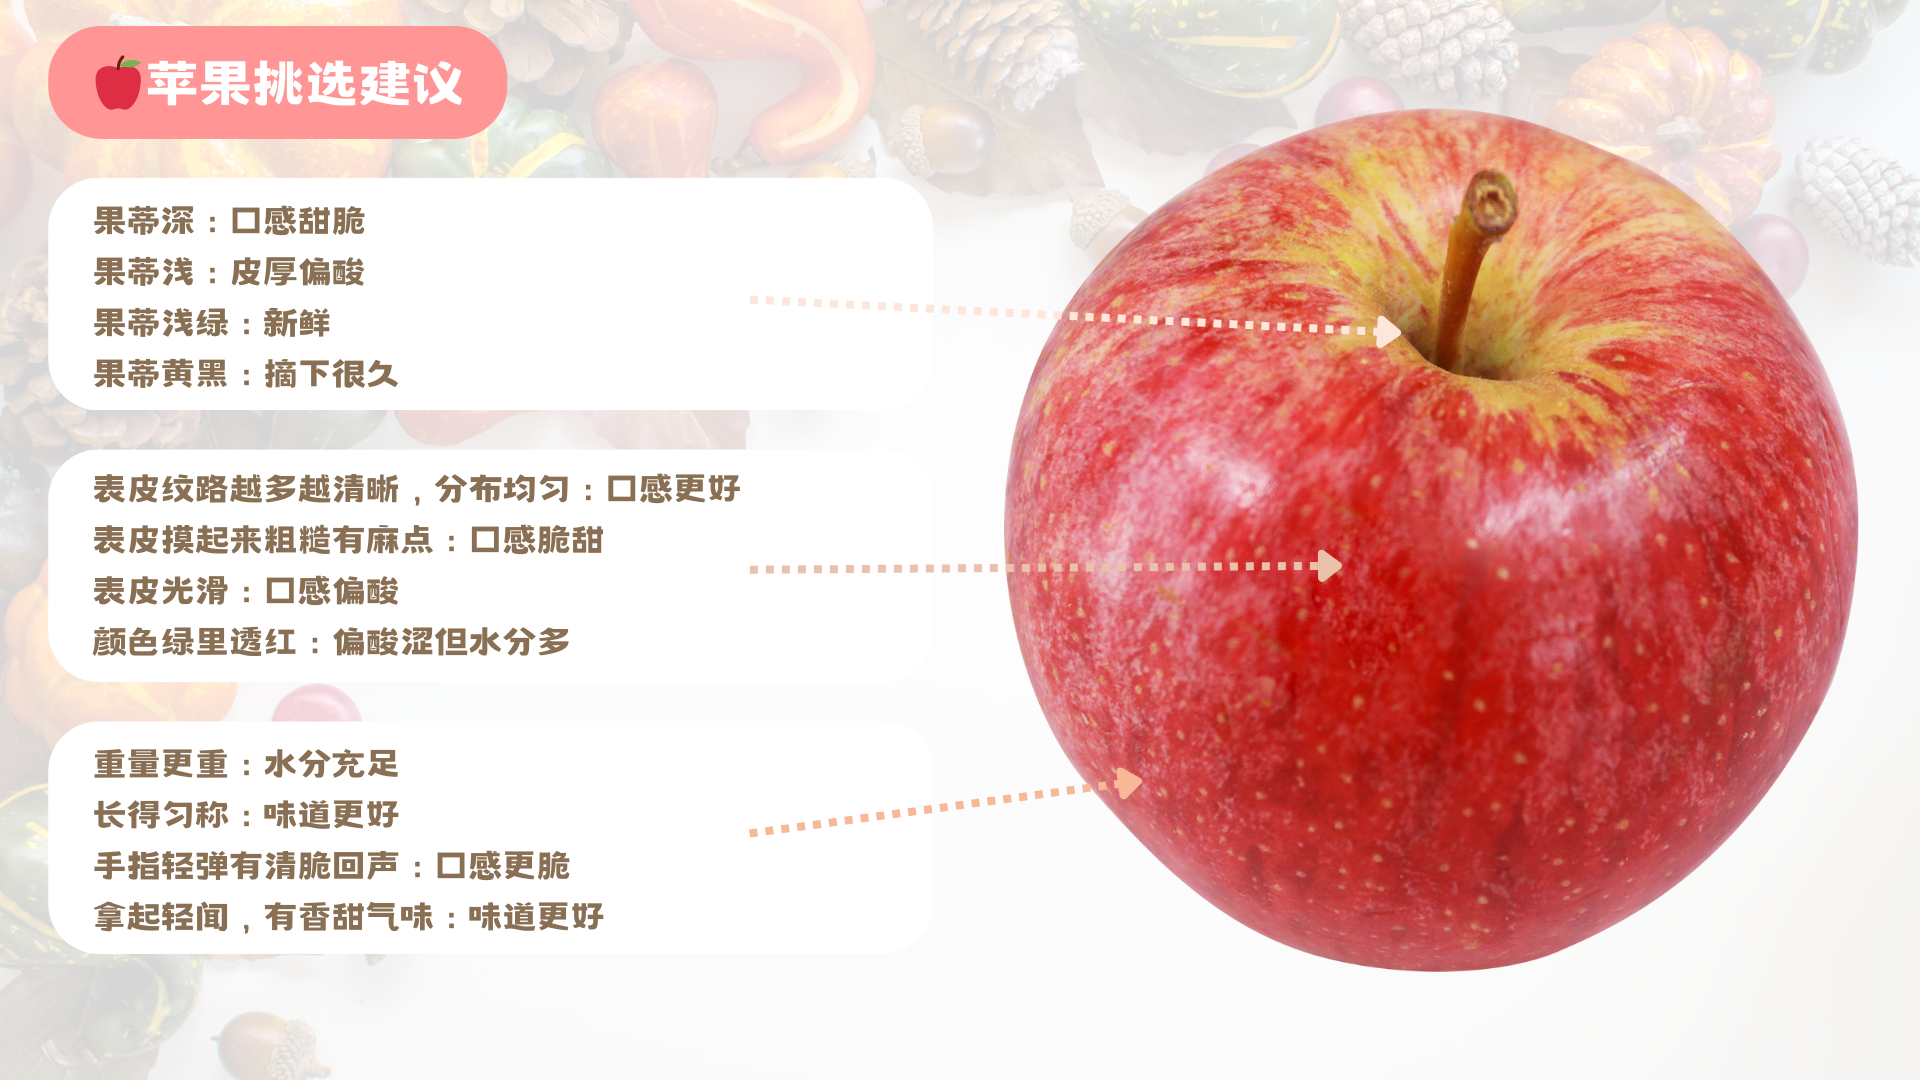 苹果挑选建议
果蒂深：口感甜脆
果蒂浅：皮厚偏酸
果蒂浅绿：新鲜
果蒂黄黑：摘下很久
表皮纹路越多越清晰，分布均匀：口感更好
表皮摸起来粗糙有麻点：口感脆甜
表皮光滑：口感偏酸
颜色绿里透红：偏酸涩但水分多
重量更重：水分充足
长得匀称：味道更好
手指轻弹有清脆回声：口感更脆
拿起轻闻，有香甜气味：味道更好